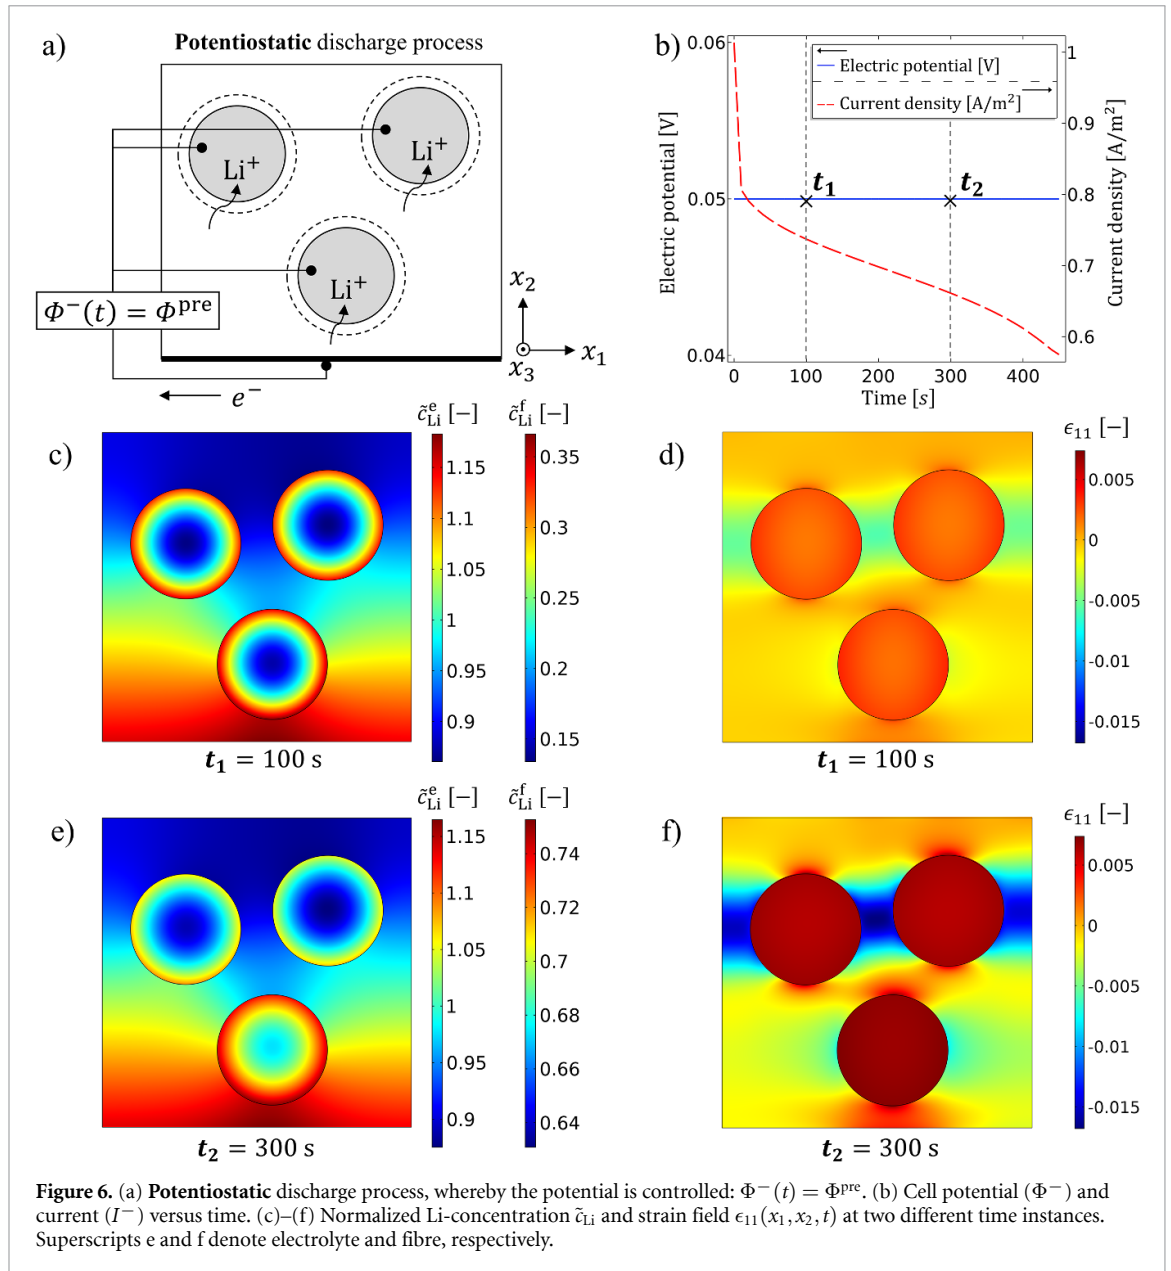 a)
Potentiostatic discharge process
Li⁺
Li⁺
Li⁺
Φ⁻(t) = Φᵖʳᵉ
x₂
x₁
x₃
e⁻
b)
0.06
0.05
0.04
Electric potential [V]
Electric potential [V]
Current density [A/m²]
t₁
t₂
1
0.9
0.8
0.7
0.6
Current density [A/m²]
0 100 200 300 400
Time [s]
c)
c̃ᵉ_Li [−]
1.15
1.1
1.05
1
0.95
0.9
c̃ᶠ_Li [−]
0.35
0.3
0.25
0.2
0.15
t₁ = 100 s
d)
ϵ₁₁ [−]
0.005
0
-0.005
-0.01
-0.015
t₁ = 100 s
e)
c̃ᵉ_Li [−]
1.15
1.1
1.05
1
0.95
0.9
c̃ᶠ_Li [−]
0.74
0.72
0.7
0.68
0.66
0.64
t₂ = 300 s
f)
ϵ₁₁ [−]
0.005
0
-0.005
-0.01
-0.015
t₂ = 300 s
Figure 6. (a) Potentiostatic discharge process, whereby the potential is controlled: Φ⁻(t) = Φᵖʳᵉ. (b) Cell potential (Φ⁻) and
current (I⁻) versus time. (c)–(f) Normalized Li-concentration c̃_Li and strain field ϵ₁₁(x₁, x₂, t) at two different time instances.
Superscripts e and f denote electrolyte and fibre, respectively.